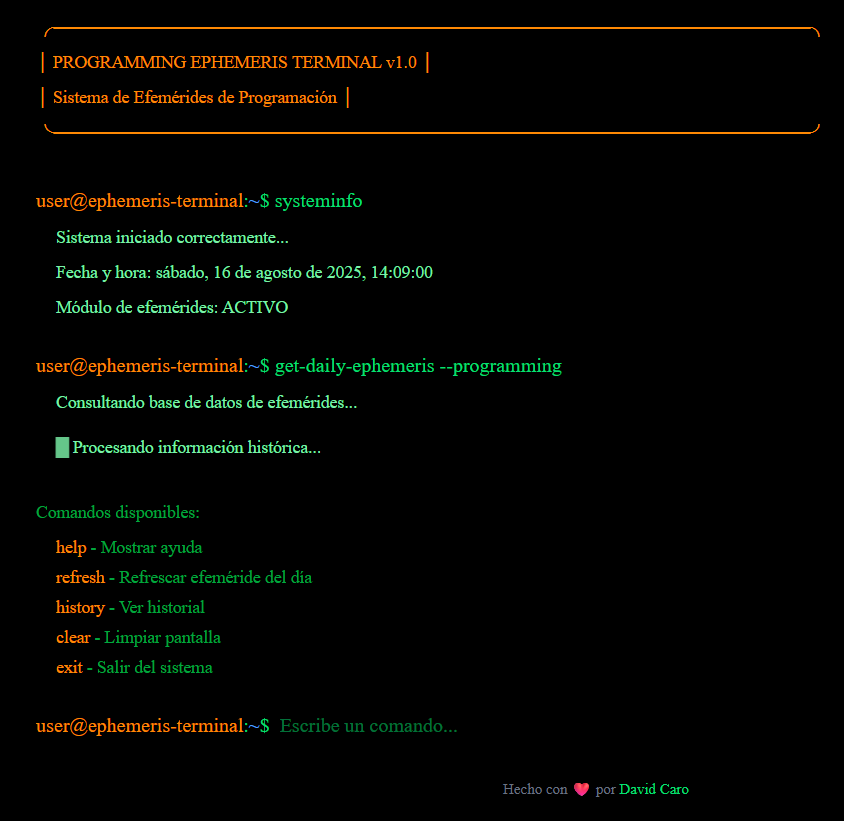 | PROGRAMMING EPHEMERIS TERMINAL v1.0 |
| Sistema de Efemérides de Programación |
user@ephemeris-terminal:~$ systeminfo
Sistema iniciado correctamente...
Fecha y hora: sábado, 16 de agosto de 2025, 14:09:00
Módulo de efemérides: ACTIVO
user@ephemeris-terminal:~$ get-daily-ephemeris --programming
Consultando base de datos de efemérides...
█ Procesando información histórica...
Comandos disponibles:
help - Mostrar ayuda
refresh - Refrescar efeméride del día
history - Ver historial
clear - Limpiar pantalla
exit - Salir del sistema
user@ephemeris-terminal:~$ Escribe un comando...
Hecho con ❤️ por David Caro